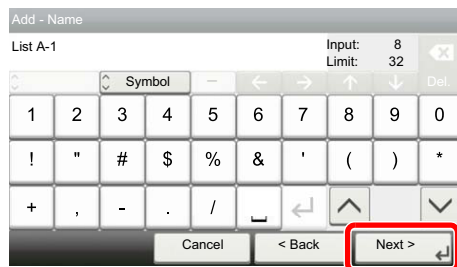 Add - Name
List A-1 Input: 8
Limit: 32
Symbol Del.
1 2 3 4 5 6 7 8 9 0
! " # $ % & ' ( ) *
+ , - . / _
Cancel < Back Next >